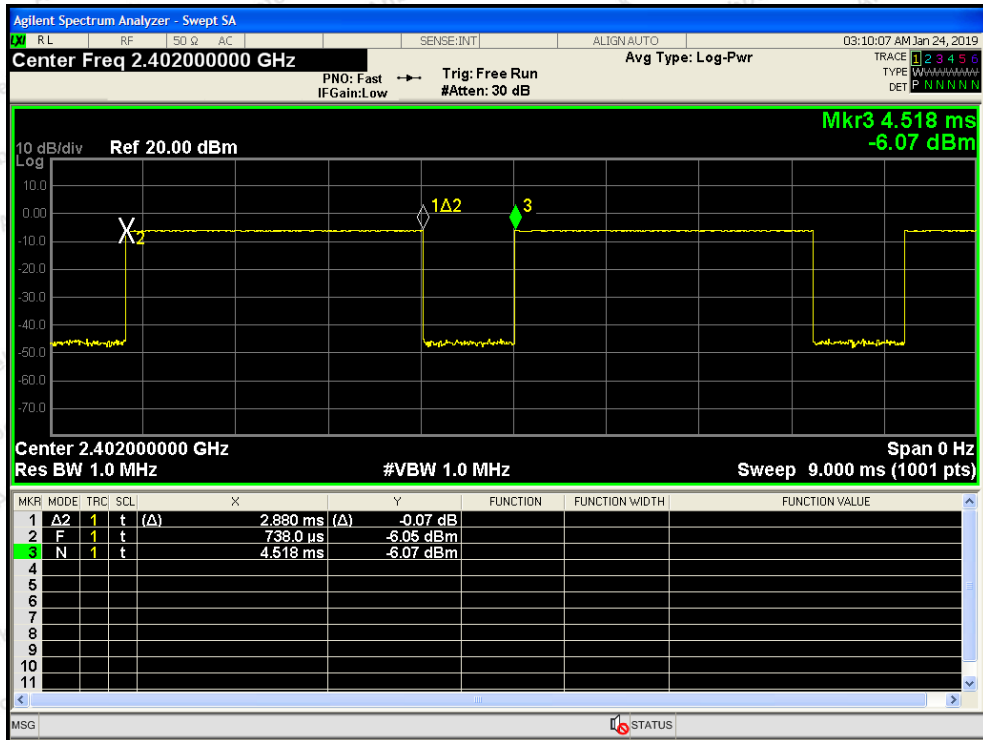 Agilent Spectrum Analyzer - Swept SA
LXI RL RF 50 Ω AC SENSE:INT ALIGN AUTO 03:10:07 AM Jan 24, 2019
Center Freq 2.402000000 GHz Avg Type: Log-Pwr TRACE 1 2 3 4 5 6
PNO: Fast Trig: Free Run TYPE WWWWWW
IFGain:Low #Atten: 30 dB DET P N N N N N
Mkr3 4.518 ms
10 dB/div Ref 20.00 dBm -6.07 dBm
Log
10.0
0.00
-10.0
-20.0
-30.0
-40.0
-50.0
-60.0
-70.0
2 1Δ2 3
Center 2.402000000 GHz Span 0 Hz
Res BW 1.0 MHz #VBW 1.0 MHz Sweep 9.000 ms (1001 pts)
MKR MODE TRC SCL X Y FUNCTION FUNCTION WIDTH FUNCTION VALUE
1 Δ2 1 t (Δ) 2.880 ms (Δ) -0.07 dB
2 F 1 t 738.0 µs -6.05 dBm
3 N 1 t 4.518 ms -6.07 dBm
4
5
6
7
8
9
10
11
MSG STATUS